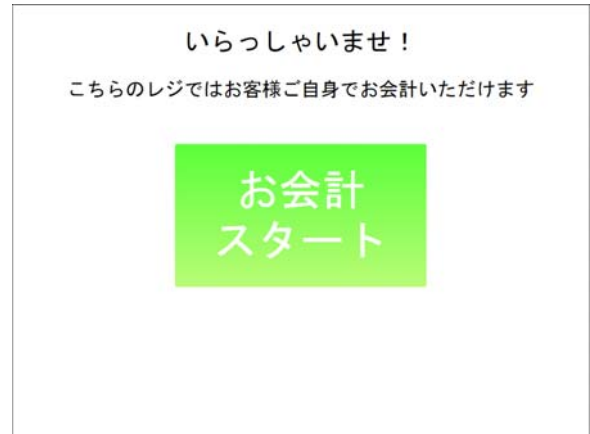 いらっしゃいませ！
こちらのレジではお客様ご自身でお会計いただけます
お会計
スタート